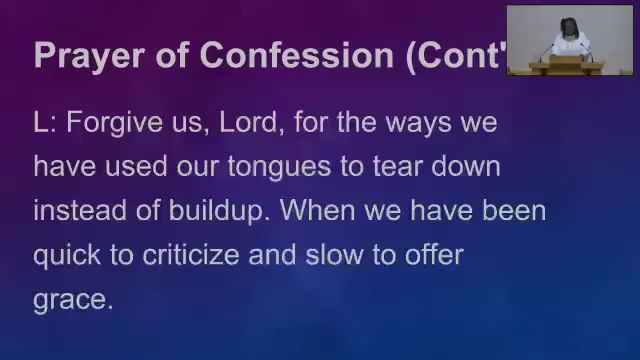 Prayer of Confession (Cont'
L: Forgive us, Lord, for the ways we
have used our tongues to tear down
instead of buildup. When we have been
quick to criticize and slow to offer
grace.